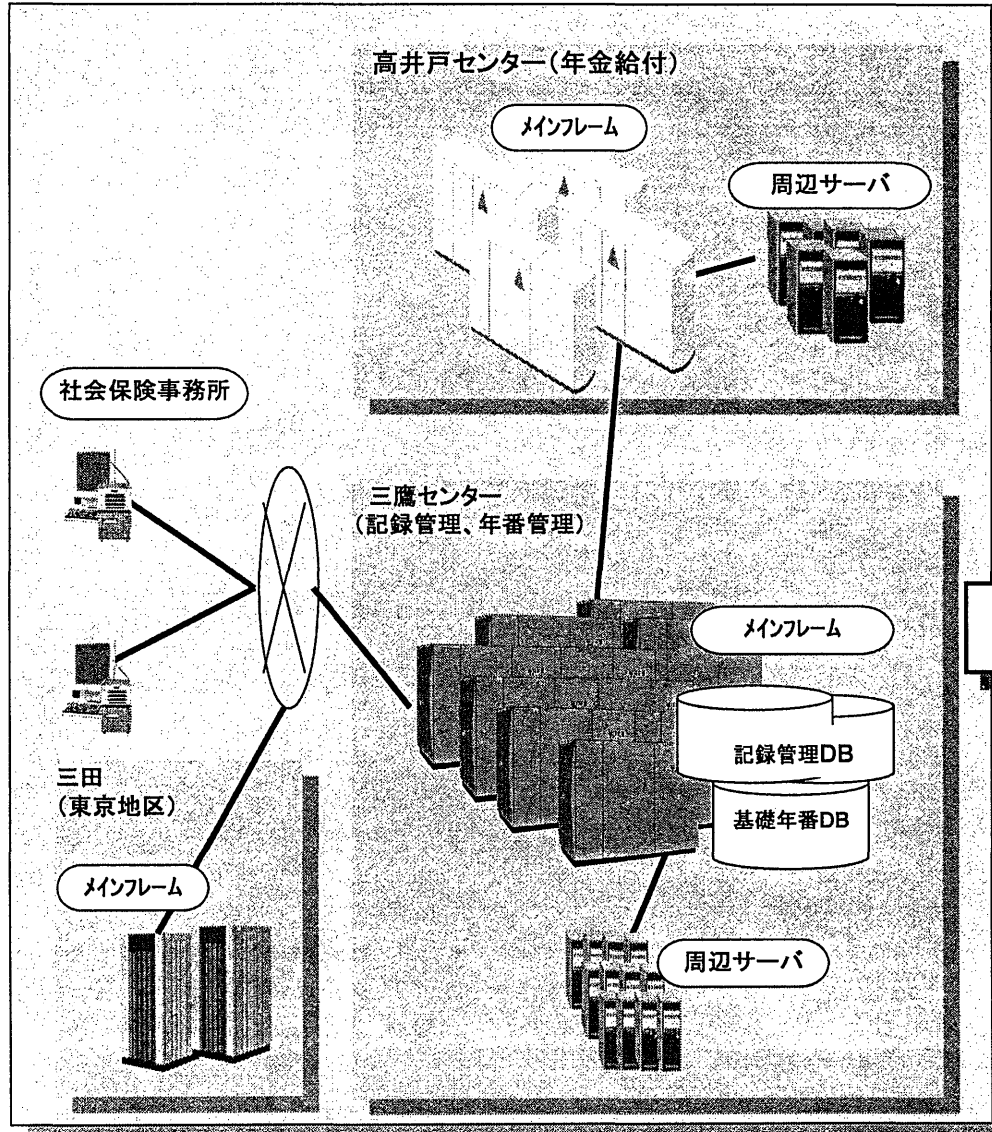 高井戸センター(年金給付)
メインフレーム
周辺サーバ
社会保険事務所
三鷹センター
(記録管理、年番管理)
メインフレーム
記録管理DB
基礎年番DB
三田
(東京地区)
メインフレーム
周辺サーバ